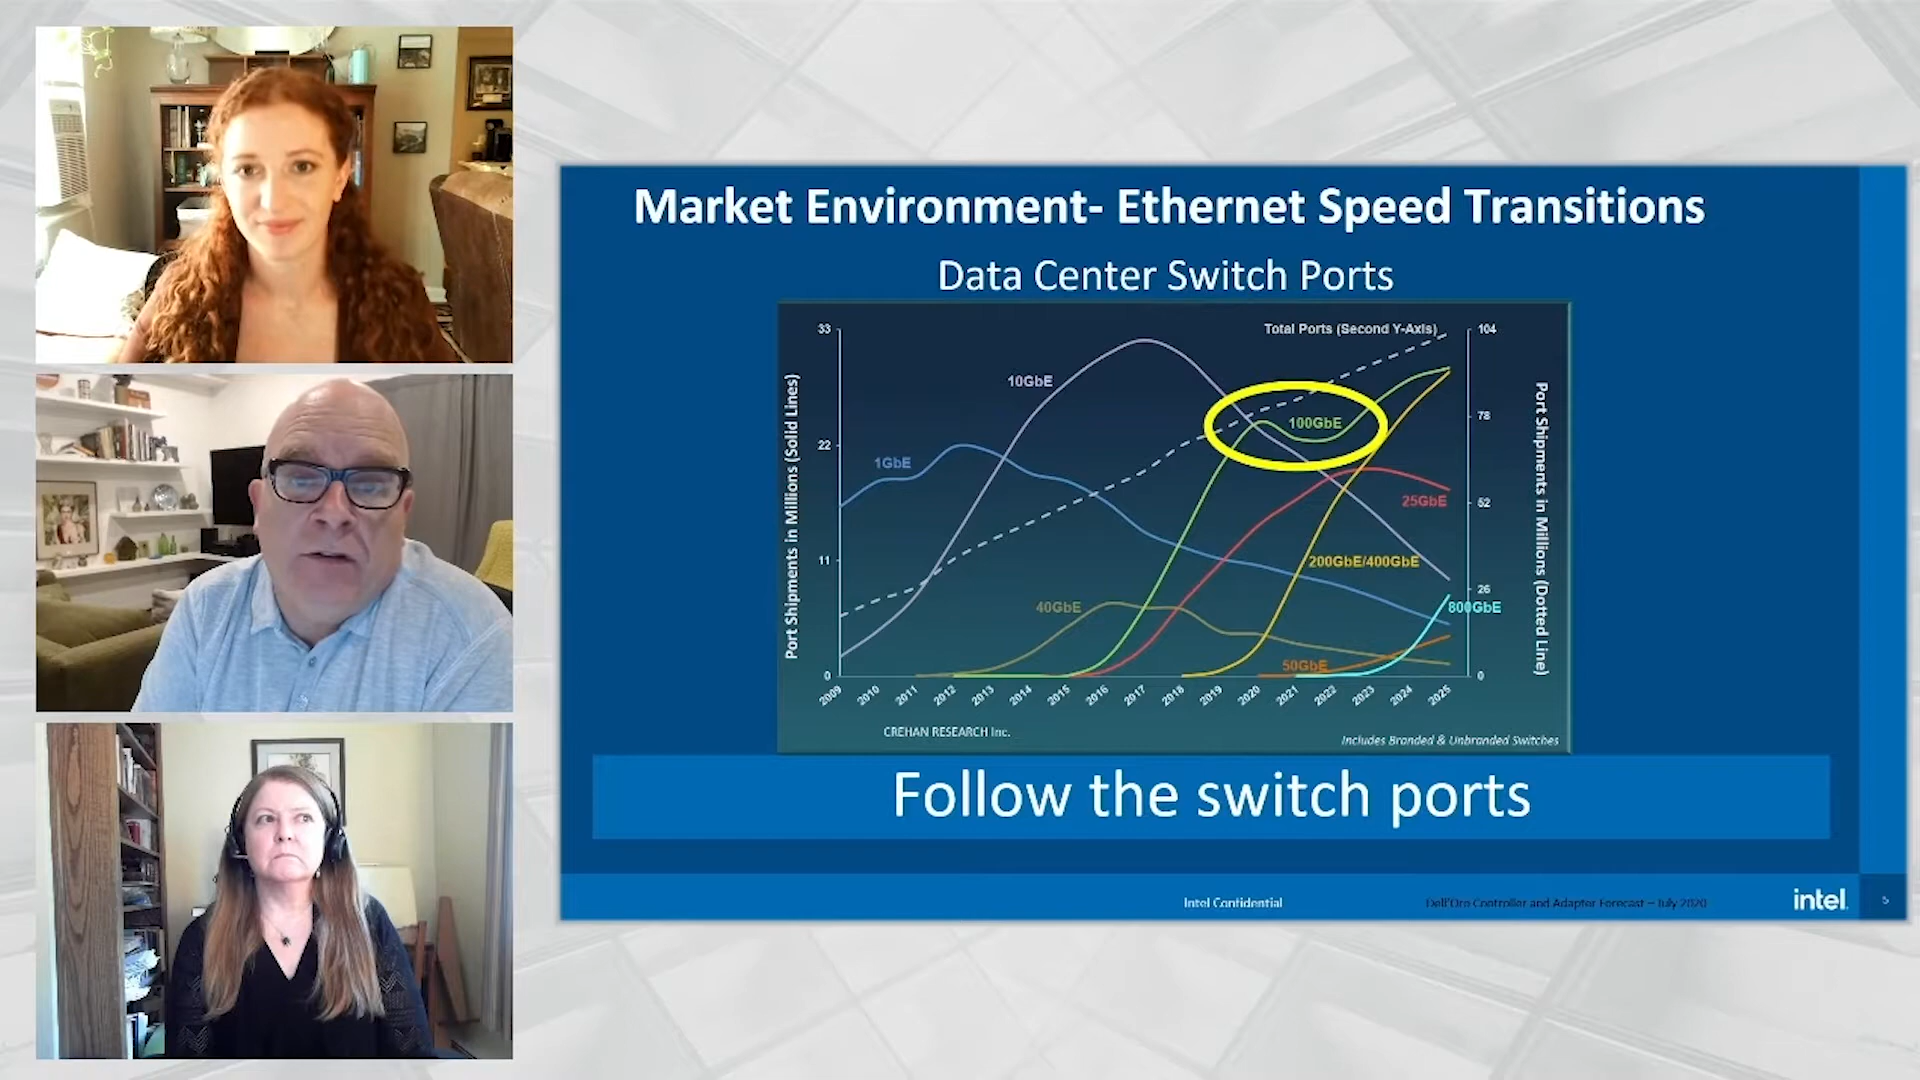 Market Environment- Ethernet Speed Transitions
Data Center Switch Ports
Port Shipments in Millions (Solid Lines)
33
22
11
0
Total Ports (Second Y-Axis)
10GbE
1GbE
100GbE
25GbE
200GbE/400GbE
40GbE
800GbE
50GbE
104
78
52
26
0
Port Shipments in Millions (Dotted Line)
2009 2010 2011 2012 2013 2014 2015 2016 2017 2018 2019 2020 2021 2022 2023 2024 2025
CREHAN RESEARCH Inc.
Includes Branded & Unbranded Switches
Follow the switch ports
Intel Confidential
Dell'Oro Controller and Adapter Forecast – July 2020
intel.
5